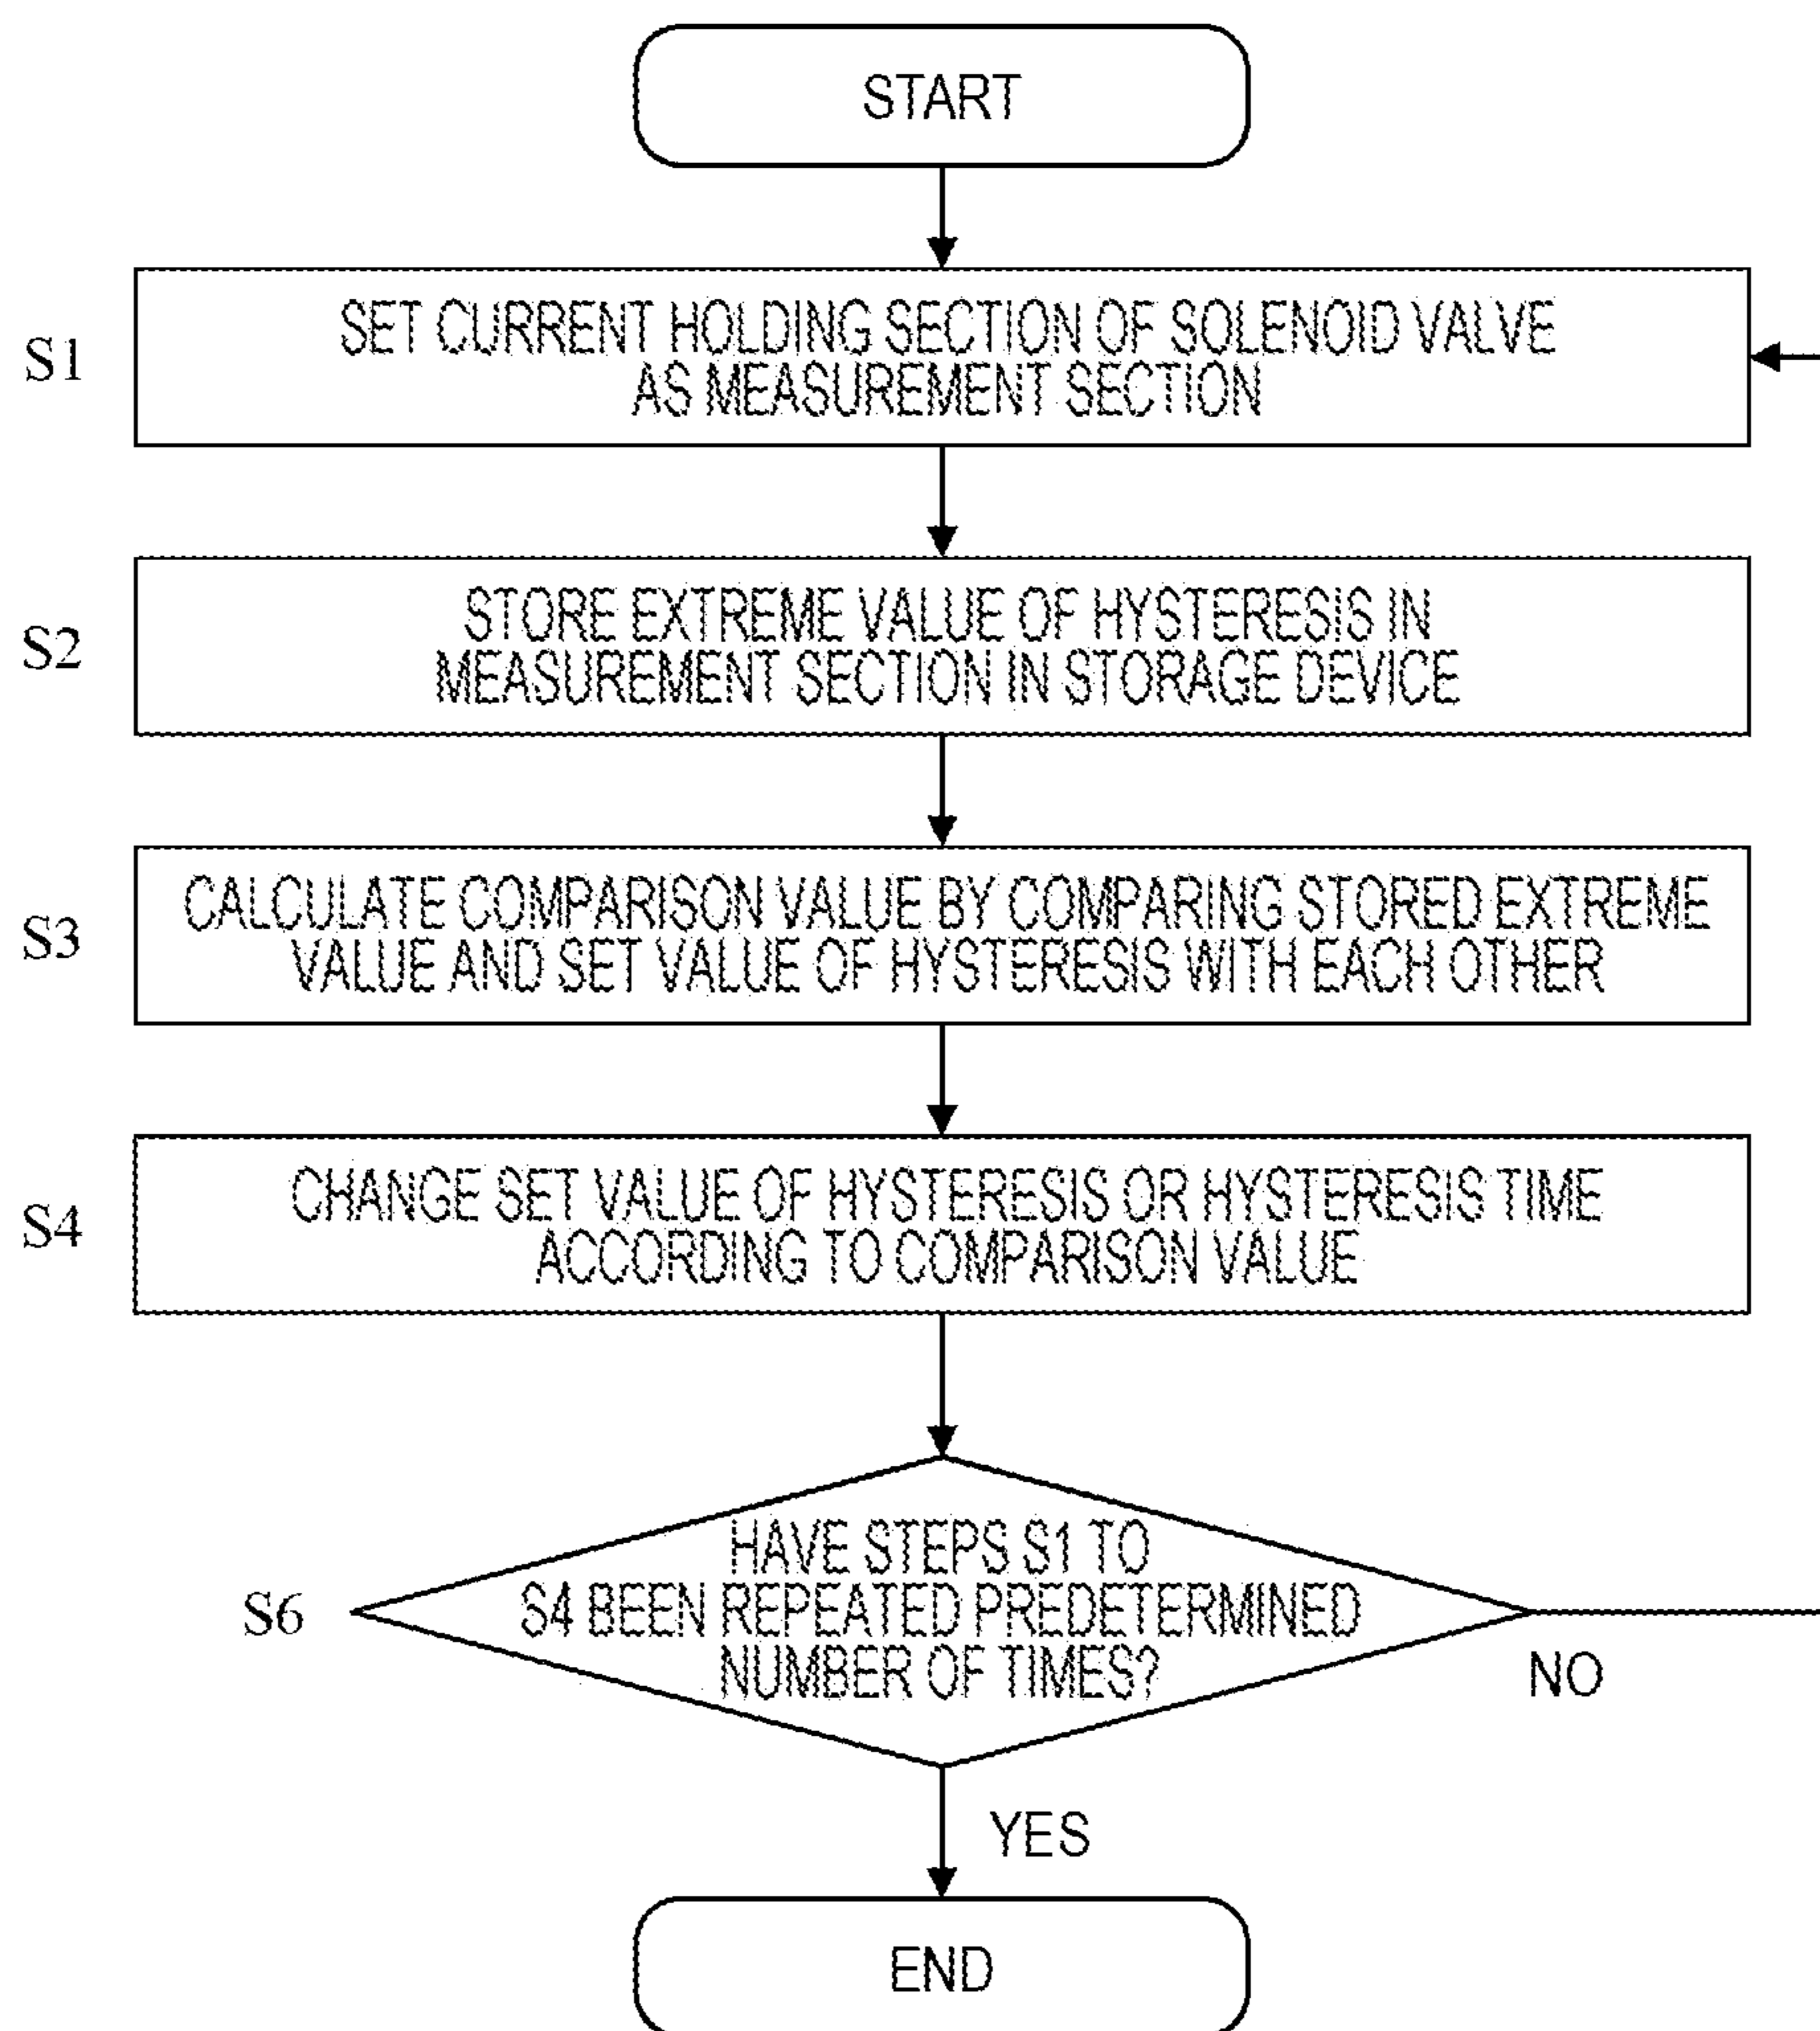 START
S1
SET CURRENT HOLDING SECTION OF SOLENOID VALVE
AS MEASUREMENT SECTION
S2
STORE EXTREME VALUE OF HYSTERESIS IN
MEASUREMENT SECTION IN STORAGE DEVICE
S3
CALCULATE COMPARISON VALUE BY COMPARING STORED EXTREME
VALUE AND SET VALUE OF HYSTERESIS WITH EACH OTHER
S4
CHANGE SET VALUE OF HYSTERESIS OR HYSTERESIS TIME
ACCORDING TO COMPARISON VALUE
S6
HAVE STEPS S1 TO
S4 BEEN REPEATED PREDETERMINED
NUMBER OF TIMES?
NO
YES
END